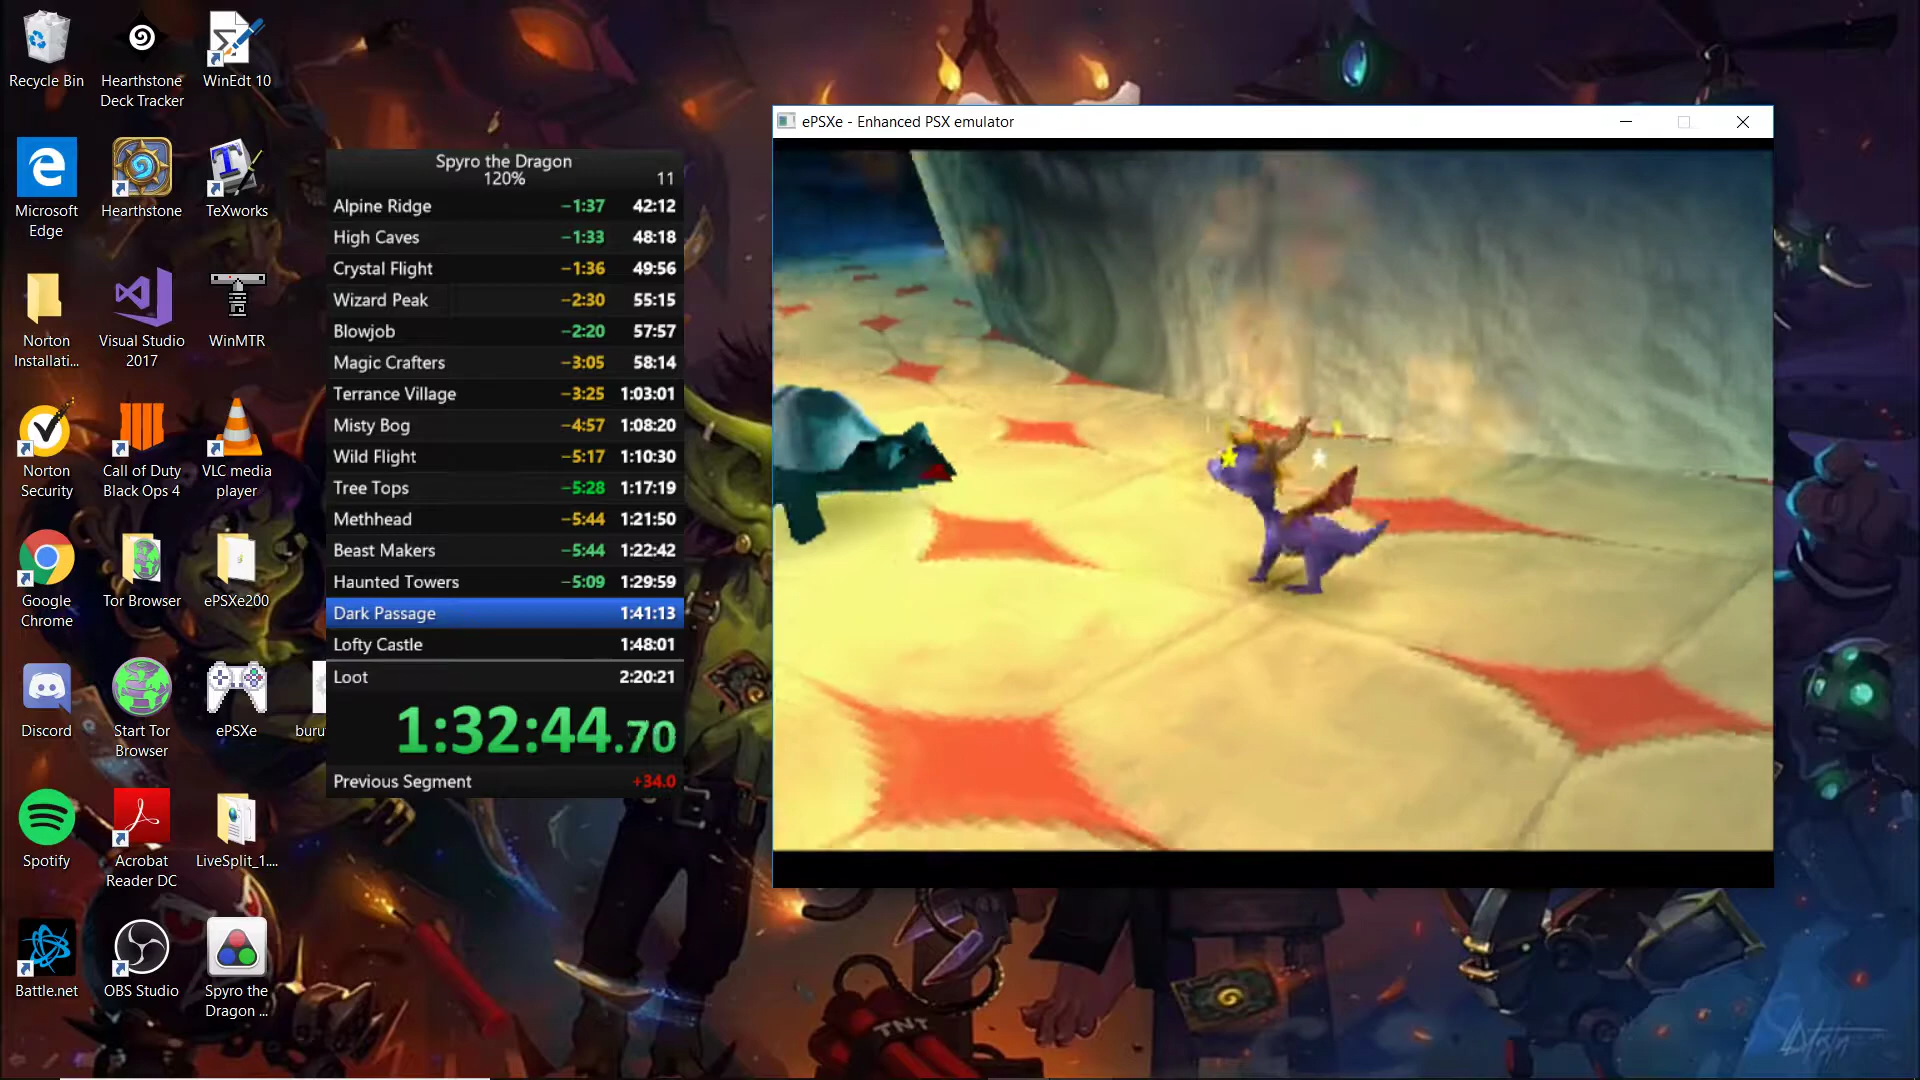 Recycle Bin
Hearthstone
Deck Tracker
WinEdt 10
Microsoft
Edge
Hearthstone
TeXworks
Norton
Installati...
Visual Studio
2017
WinMTR
Norton
Security
Call of Duty
Black Ops 4
VLC media
player
Google
Chrome
Tor Browser
ePSXe200
Discord
Start Tor
Browser
ePSXe
buru
Spotify
Acrobat
Reader DC
LiveSplit_1....
Battle.net
OBS Studio
Spyro the
Dragon ...
Spyro the Dragon
120% 11
Alpine Ridge −1:37 42:12
High Caves −1:33 48:18
Crystal Flight −1:36 49:56
Wizard Peak −2:30 55:15
Blowjob −2:20 57:57
Magic Crafters −3:05 58:14
Terrance Village −3:25 1:03:01
Misty Bog −4:57 1:08:20
Wild Flight −5:17 1:10:30
Tree Tops −5:28 1:17:19
Methhead −5:44 1:21:50
Beast Makers −5:44 1:22:42
Haunted Towers −5:09 1:29:59
Dark Passage 1:41:13
Lofty Castle 1:48:01
Loot 2:20:21
1:32:44.70
Previous Segment +34.0
ePSXe - Enhanced PSX emulator
TNT